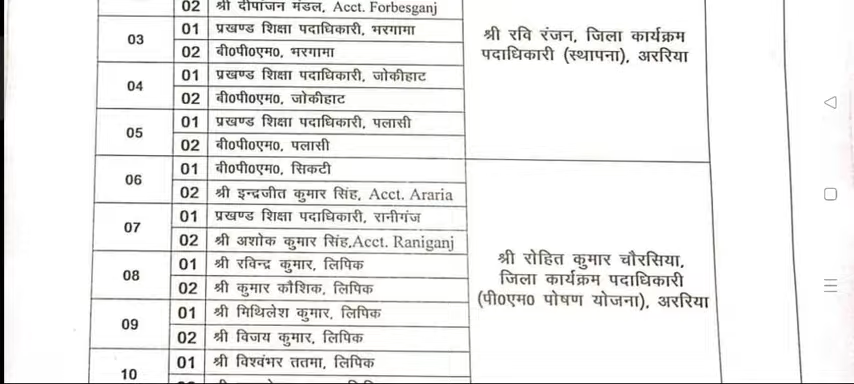 02 श्री दीपांजन मंडल, Acct. Forbesganj
03
01 प्रखण्ड शिक्षा पदाधिकारी, भरगामा
02 बी0पी0एम0, भरगामा
04
01 प्रखण्ड शिक्षा पदाधिकारी, जोकीहाट
02 बी0पी0एम0, जोकीहाट
05
01 प्रखण्ड शिक्षा पदाधिकारी, पलासी
02 बी0पी0एम0, पलासी
श्री रवि रंजन, जिला कार्यक्रम
पदाधिकारी (स्थापना), अररिया
06
01 बी0पी0एम0, सिकटी
02 श्री इन्द्रजीत कुमार सिंह, Acct. Araria
07
01 प्रखण्ड शिक्षा पदाधिकारी, रानीगंज
02 श्री अशोक कुमार सिंह,Acct. Raniganj
08
01 श्री रविन्द्र कुमार, लिपिक
02 श्री कुमार कौशिक, लिपिक
09
01 श्री मिथिलेश कुमार, लिपिक
02 श्री विजय कुमार, लिपिक
10
01 श्री विश्वंभर ततमा, लिपिक
श्री रोहित कुमार चौरसिया,
जिला कार्यक्रम पदाधिकारी
(पी0एम0 पोषण योजना), अररिया